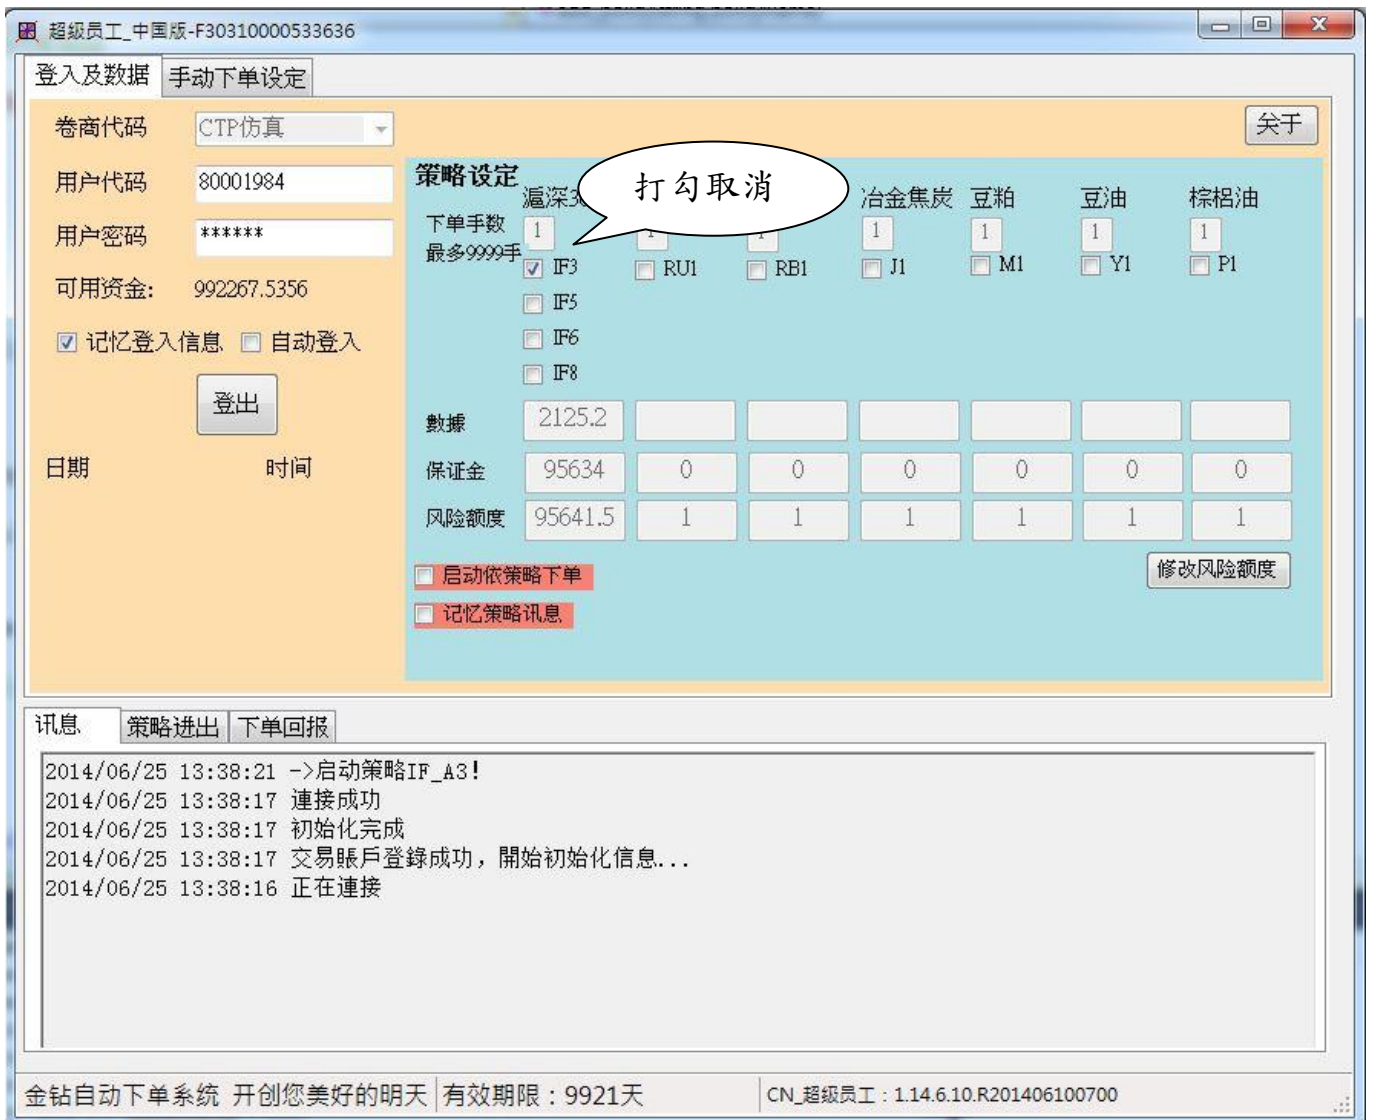 超級员工_中国版-F30310000533636
登入及数据 手动下单设定
卷商代码 CTP仿真
关于
用户代码 80001984
用户密码 ******
可用资金: 992267.5356
记忆登入信息 自动登入
登出
日期 时间
策略设定
打勾取消
滬深3 冶金焦炭 豆粕 豆油 棕梠油
下单手数
最多9999手
1 1 1 1 1 1 1
IF3 RU1 RB1 J1 M1 Y1 P1
IF5
IF6
IF8
數據 2125.2
保证金 95634 0 0 0 0 0 0
风险额度 95641.5 1 1 1 1 1 1
启动依策略下单
修改风险额度
记忆策略讯息
讯息 策略进出 下单回报
2014/06/25 13:38:21 ->启动策略IF_A3!
2014/06/25 13:38:17 連接成功
2014/06/25 13:38:17 初始化完成
2014/06/25 13:38:17 交易賬戶登錄成功，開始初始化信息...
2014/06/25 13:38:16 正在連接
金钻自动下单系统 开创您美好的明天 有效期限：9921天 CN_超级员工：1.14.6.10.R201406100700